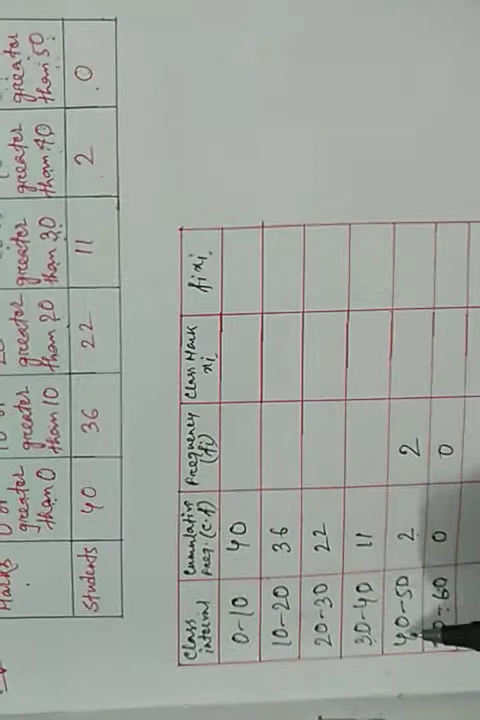 Marks 0 or greater than 0 | 10 or greater than 10 | 20 greater than 20 | greater than 30 | greater than 40 | greater than 50
Students 40 36 22 11 2 0
Class interval | Cumulative Freq. (c.f) | Frequency (fi) | Class Mark xi | fixi
0-10 40
10-20 36
20-30 22
30-40 11
40-50 2 2
60 0 0